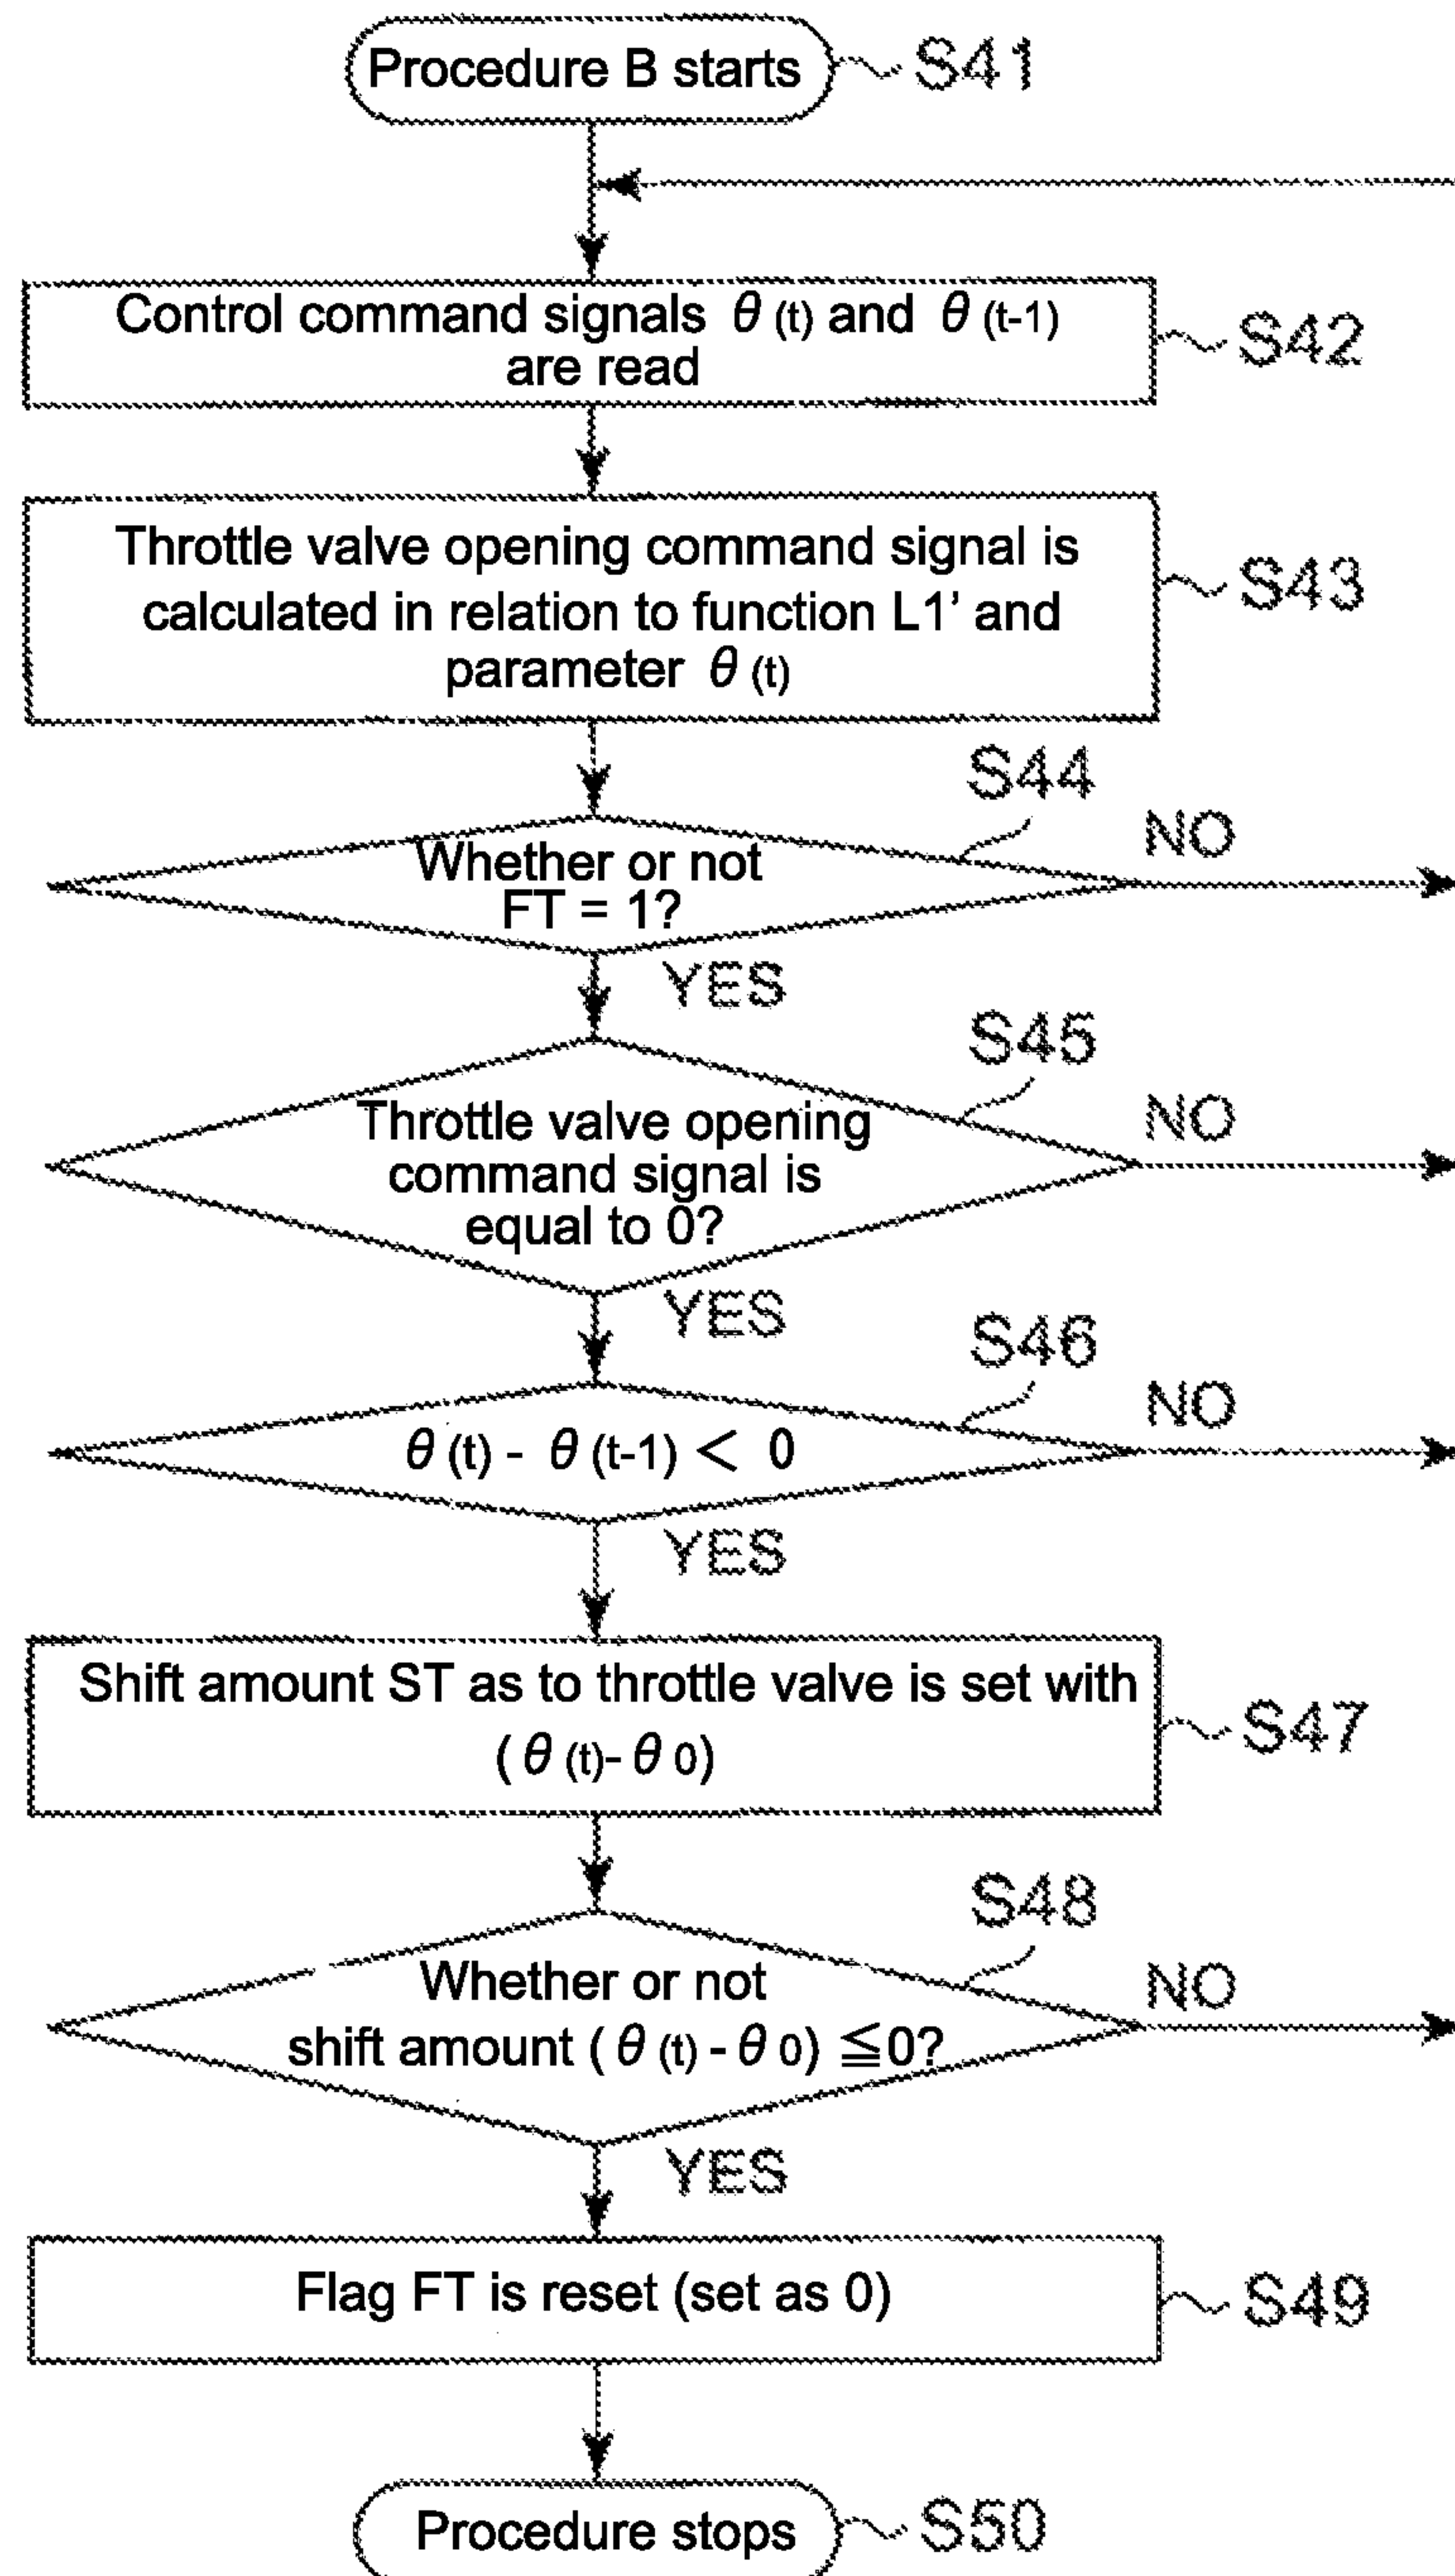 Procedure B starts
S41
Control command signals θ (t) and θ (t-1)
are read
S42
Throttle valve opening command signal is
calculated in relation to function L1’ and
parameter θ (t)
S43
S44
NO
Whether or not
FT = 1?
YES
S45
NO
Throttle valve opening
command signal is
equal to 0?
YES
S46
NO
θ (t) - θ (t-1) < 0
YES
Shift amount ST as to throttle valve is set with
( θ (t)- θ 0)
S47
S48
NO
Whether or not
shift amount ( θ (t) - θ 0) ≦0?
YES
Flag FT is reset (set as 0)
S49
Procedure stops
S50